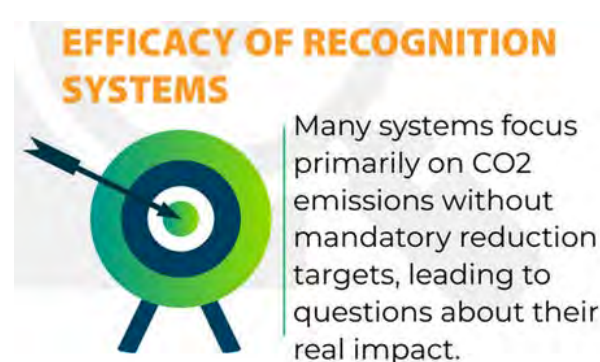 EFFICACY OF RECOGNITION
SYSTEMS
Many systems focus
primarily on CO2
emissions without
mandatory reduction
targets, leading to
questions about their
real impact.